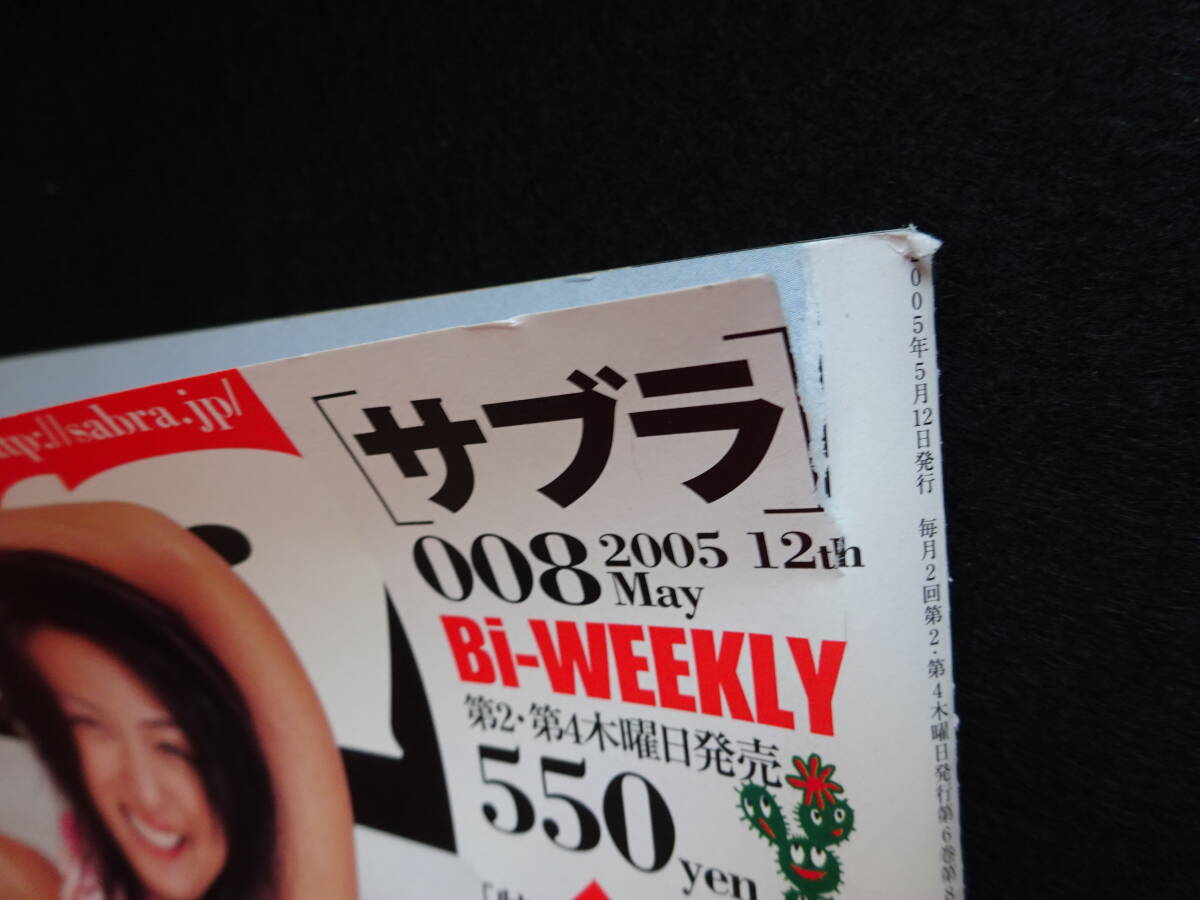 ttp://sabra.jp/
[サブラ]
008 2005 12th
May
Bi-WEEKLY
第2・第4木曜日発売
550
yen
2005年5月12日発行 毎月2回第2・第4木曜日発行第6巻第8